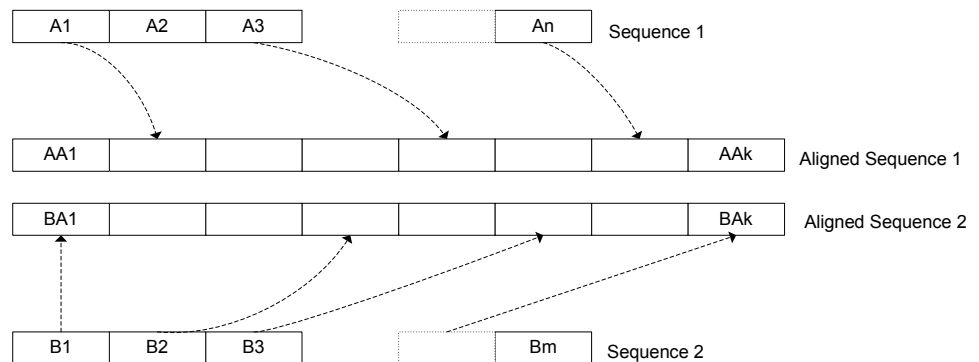 A1 A2 A3 An Sequence 1
AA1 AAk Aligned Sequence 1
BA1 BAk Aligned Sequence 2
B1 B2 B3 Bm Sequence 2